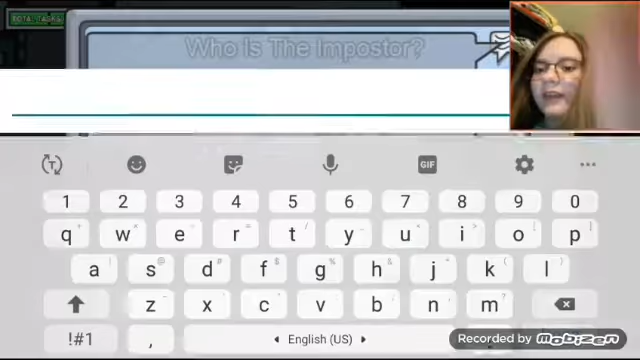 TOTAL TASKS
Who Is The Impostor?
T GIF ...
1 2 3 4 5 6 7 8 9 0
q w e r t y u i o p
a s d f g h j k l
z x c v b n m
!#1 , English (US)
Recorded by Mobizen